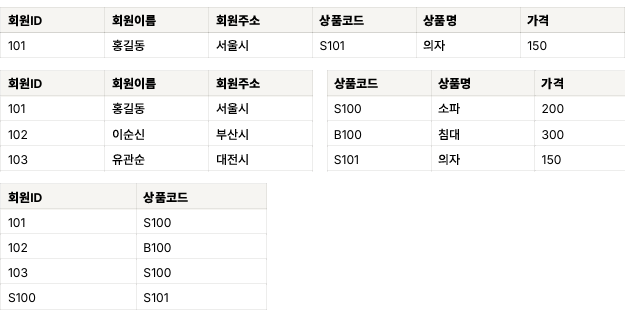 회원ID 회원이름 회원주소 상품코드 상품명 가격
101 홍길동 서울시 S101 의자 150
회원ID 회원이름 회원주소 상품코드 상품명 가격
101 홍길동 서울시 S100 소파 200
102 이순신 부산시 B100 침대 300
103 유관순 대전시 S101 의자 150
회원ID 상품코드
101 S100
102 B100
103 S100
S100 S101